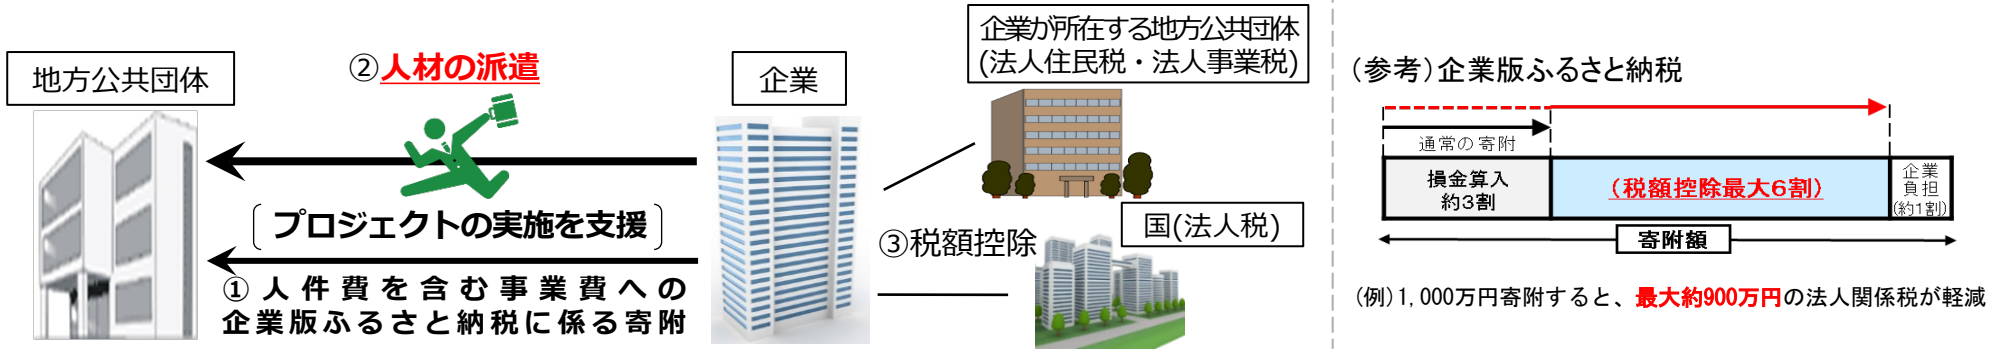 地方公共団体
②人材の派遣
プロジェクトの実施を支援
①人件費を含む事業費への
企業版ふるさと納税に係る寄附
企業
企業が所在する地方公共団体
(法人住民税・法人事業税)
国(法人税)
③税額控除
(参考)企業版ふるさと納税
通常の寄附
損金算入
約3割
(税額控除最大6割)
企業
負担
(約1割)
寄附額
(例)1,000万円寄附すると、最大約900万円の法人関係税が軽減